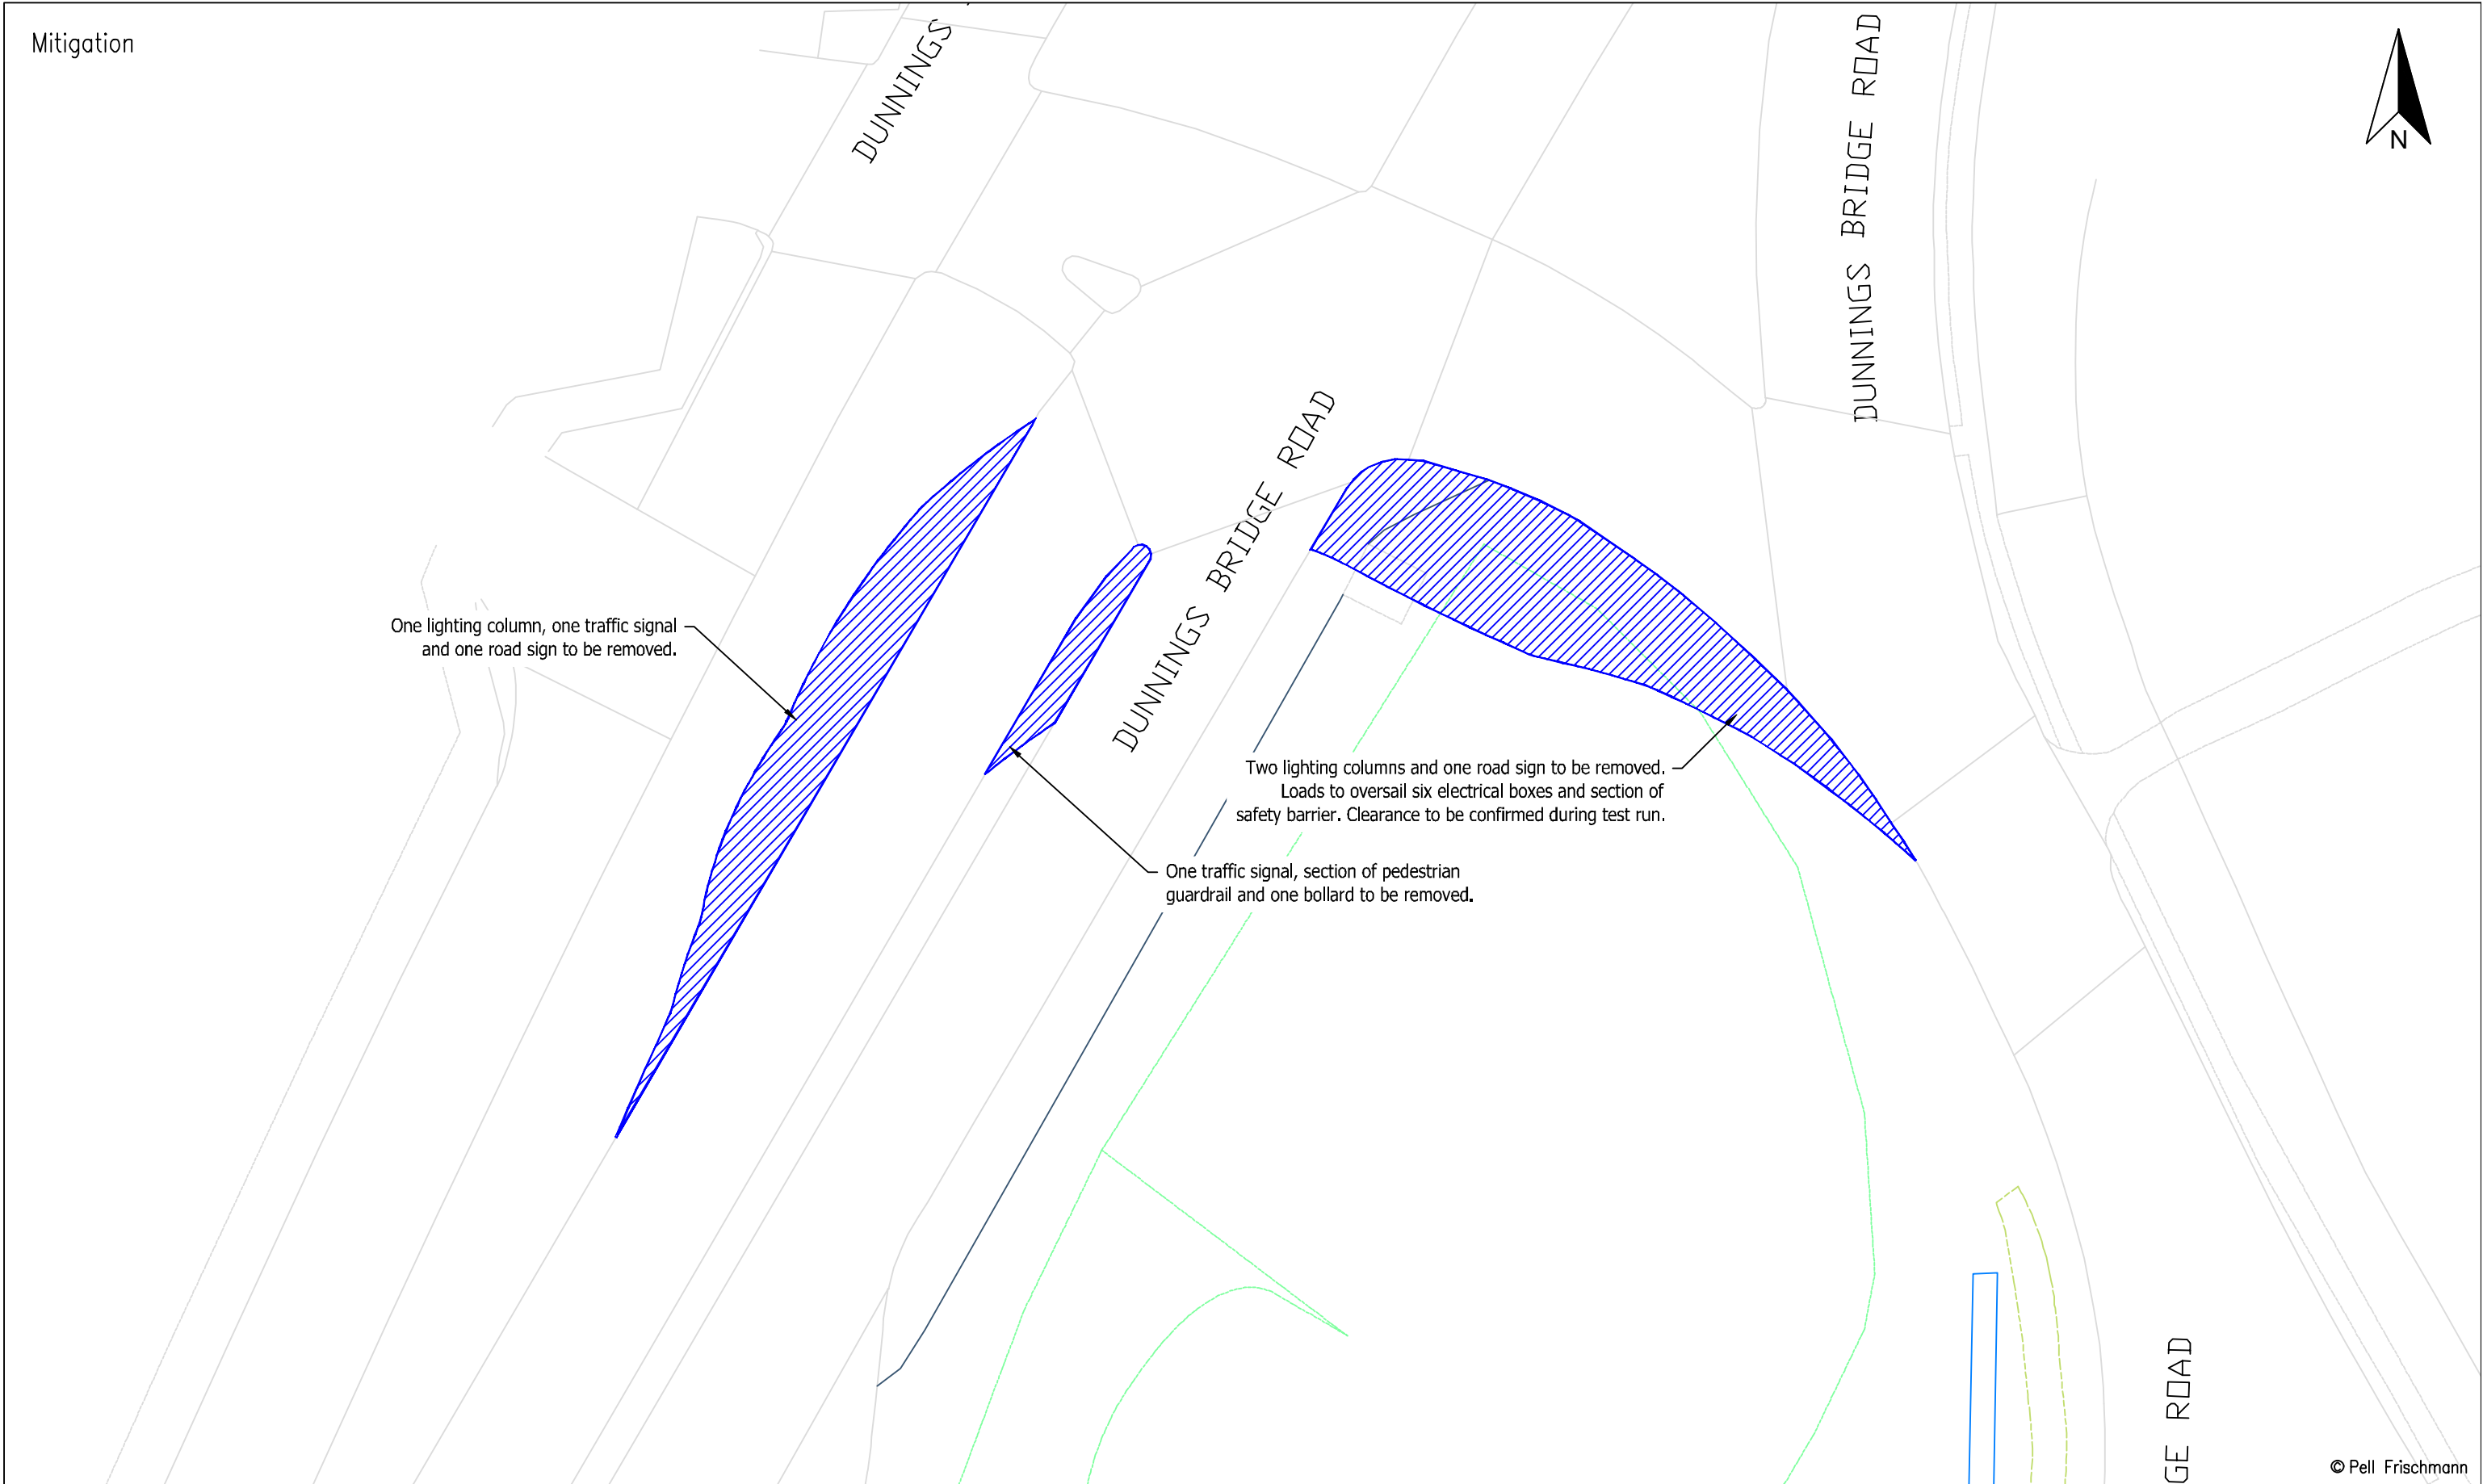 Mitigation
DUNNINGS
DUNNINGS BRIDGE ROAD
N
DUNNINGS BRIDGE ROAD
One lighting column, one traffic signal
and one road sign to be removed.
Two lighting columns and one road sign to be removed.
Loads to oversail six electrical boxes and section of
safety barrier. Clearance to be confirmed during test run.
One traffic signal, section of pedestrian
guardrail and one bollard to be removed.
GE ROAD
© Pell Frischmann